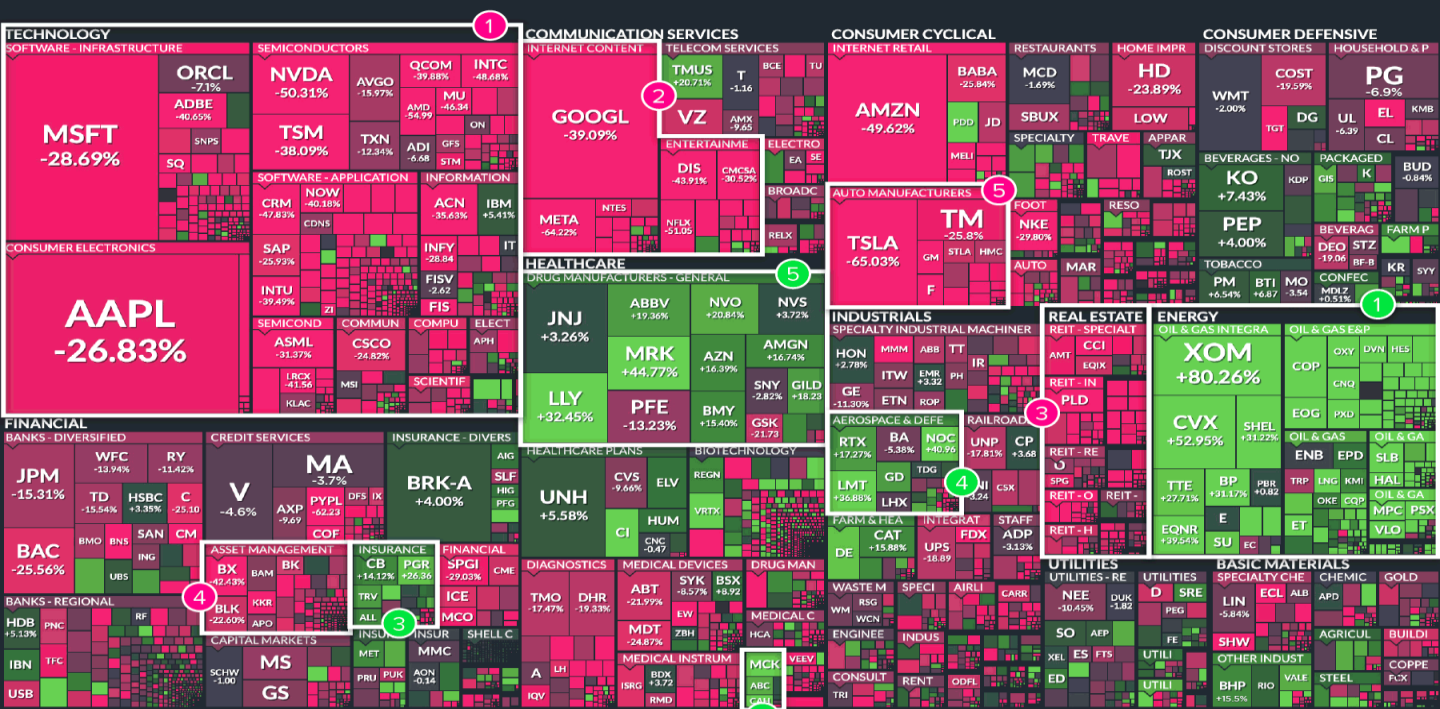 TECHNOLOGY
1
SOFTWARE - INFRASTRUCTURE
MSFT
-28.69%
ORCL
-7.1%
ADBE
-40.65%
SNPS
SQ
SEMICONDUCTORS
NVDA
-50.31%
AVGO
-15.97%
QCOM
-39.88%
INTC
-48.68%
TSM
-38.09%
TXN
-12.34%
AMD
-54.99
MU
-46.34
ON
ADI
-6.68
GFS
STM
SOFTWARE - APPLICATION
CRM
-47.83%
NOW
-40.18%
CDNS
SAP
-25.93%
INTU
-39.49%
ZI
INFORMATION
ACN
-35.63%
IBM
+5.41%
INFY
-28.84
IT
FISV
-2.62
FIS
CONSUMER ELECTRONICS
AAPL
-26.83%
SEMICOND
ASML
-31.37%
LRCX
-41.56
KLAC
COMMUN
CSCO
-24.82%
MSI
COMPU
ELECT
APH
SCIENTIF
COMMUNICATION SERVICES
INTERNET CONTENT
GOOGL
-39.09%
META
-64.22%
NTES
2
TELECOM SERVICES
TMUS
+20.71%
T
-1.16
BCE
TU
VZ
AMX
-9.65
ENTERTAINME
DIS
-43.91%
CMCSA
-30.52%
NFLX
-51.05
ELECTRO
EA
SE
BROADC
RELX
CONSUMER CYCLICAL
INTERNET RETAIL
AMZN
-49.62%
BABA
-25.84%
PDD
JD
MELI
RESTAURANTS
MCD
-1.69%
SBUX
HOME IMPR
HD
-23.89%
LOW
SPECIALTY
TRAVE
APPAR
TJX
ROST
AUTO MANUFACTURERS
5
TSLA
-65.03%
TM
-25.8%
GM
STLA
HMC
F
FOOT
NKE
-29.80%
RESO
AUTO
MAR
CONSUMER DEFENSIVE
DISCOUNT STORES
WMT
-2.00%
COST
-19.59%
TGT
DG
HOUSEHOLD & P
PG
-6.9%
UL
-6.39
EL
KMB
CL
BEVERAGES - NO
KO
+7.43%
KDP
PEP
+4.00%
PACKAGED
GIS
K
BUD
-0.84%
BEVERAG
DEO
-19.06
STZ
BF-B
FARM P
TOBACCO
PM
+6.54%
BTI
+6.87
MO
-3.54
CONFEC
MDLZ
+0.51%
KR
SYY
HEALTHCARE
5
DRUG MANUFACTURERS - GENERAL
JNJ
+3.26%
ABBV
+19.36%
NVO
+20.84%
NVS
+3.72%
MRK
+44.77%
AZN
+16.39%
AMGN
+16.74%
LLY
+32.45%
PFE
-13.23%
BMY
+15.40%
SNY
-2.82%
GILD
+18.23
GSK
-21.73
HEALTHCARE PLANS
UNH
+5.58%
CVS
-9.66%
ELV
CI
HUM
CNC
-0.47
BIOTECHNOLOGY
REGN
VRTX
DIAGNOSTICS
TMO
-17.47%
DHR
-19.33%
A
LH
IQV
MEDICAL DEVICES
ABT
-21.99%
SYK
-8.57%
BSX
+8.92
EW
MDT
-24.87%
ZBH
DRUG MAN
MEDICAL C
HCA
MEDICAL INSTRUM
ISRG
BDX
+3.72
RMD
MCK
ABC
VEEV
INDUSTRIALS
SPECIALTY INDUSTRIAL MACHINER
HON
+2.78%
MMM
ABB
TT
IR
ITW
EMR
+3.32
PH
GE
-11.30%
ETN
ROP
AEROSPACE & DEFE
RTX
+17.27%
BA
-5.38%
NOC
+40.96
LMT
+36.88%
GD
TDG
LHX
4
RAILROAD
UNP
-17.81%
CP
+3.68
CSX
FARM & HEA
DE
CAT
+15.88%
INTEGRAT
UPS
-18.89
FDX
STAFF
ADP
-3.13%
WASTE M
WM
RSG
WCN
SPECI
AIRLI
CARR
ENGINEE
INDUS
CONSULT
TRI
RENT
ODFL
REAL ESTATE
REIT - SPECIALT
AMT
CCI
EQIX
REIT - IN
PLD
3
REIT - RE
O
SPG
REIT - O
REIT -
REIT - H
ENERGY
1
OIL & GAS INTEGRA
XOM
+80.26%
CVX
+52.95%
SHEL
+31.22%
TTE
+27.71%
BP
+31.17%
PBR
+0.82
EQNR
+39.54%
E
SU
EC
OIL & GAS E&P
COP
OXY
DVN
HES
CNQ
EOG
PXD
OIL & GAS
ENB
EPD
TRP
LNG
KMI
OKE
CQP
ET
OIL & GA
SLB
HAL
OIL & GA
MPC
PSX
VLO
UTILITIES
UTILITIES - RE
NEE
-10.45%
DUK
-1.82
SO
AEP
XEL
ES
FTS
ED
UTILITIES
D
SRE
PEG
FE
UTILI
UTILI
BASIC MATERIALS
SPECIALTY CHE
LIN
-5.84%
ECL
ALB
SHW
CHEMIC
APD
GOLD
AGRICUL
BUILDI
OTHER INDUST
BHP
+15.5%
RIO
VALE
COPPE
FCX
STEEL
FINANCIAL
BANKS - DIVERSIFIED
JPM
-15.31%
WFC
-13.94%
RY
-11.42%
TD
-15.54%
HSBC
+3.35%
C
-25.10
BAC
-25.56%
BMO
BNS
SAN
CM
ING
UBS
BANKS - REGIONAL
HDB
+5.13%
PNC
RF
IBN
TFC
USB
CREDIT SERVICES
V
-4.6%
MA
-3.7%
AXP
-9.69
PYPL
-62.23
DFS
IX
COF
INSURANCE - DIVERS
BRK-A
+4.00%
AIG
SLF
HIG
PFG
ASSET MANAGEMENT
BX
-42.43%
BAM
BK
KKR
BLK
-22.60%
APO
4
INSURANCE
CB
+14.12%
PGR
+26.36
TRV
ALL
3
FINANCIAL
SPGI
-29.03%
CME
ICE
MCO
CAPITAL MARKETS
SCHW
-1.00
MS
GS
INSU
MET
PRU
PUK
INSUR
MMC
AON
-0.14
SHELL C